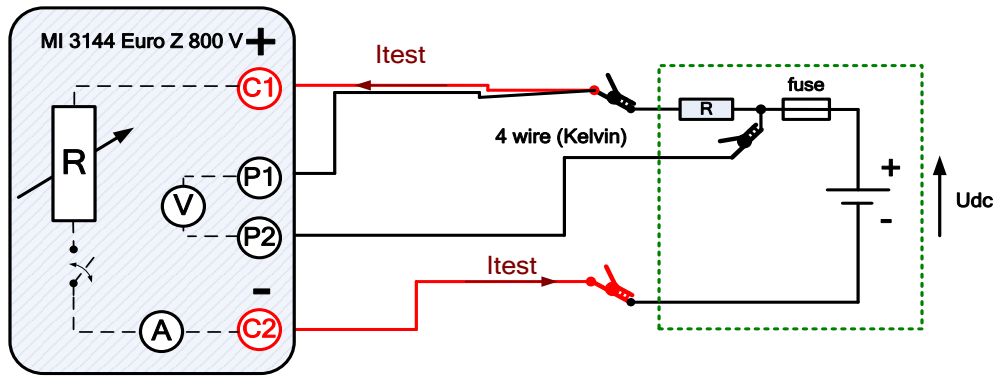 MI 3144 Euro Z 800 V +
C1
Itest
R
P1
V
P2
-
A
C2
4 wire (Kelvin)
R
fuse
+
-
Udc
Itest